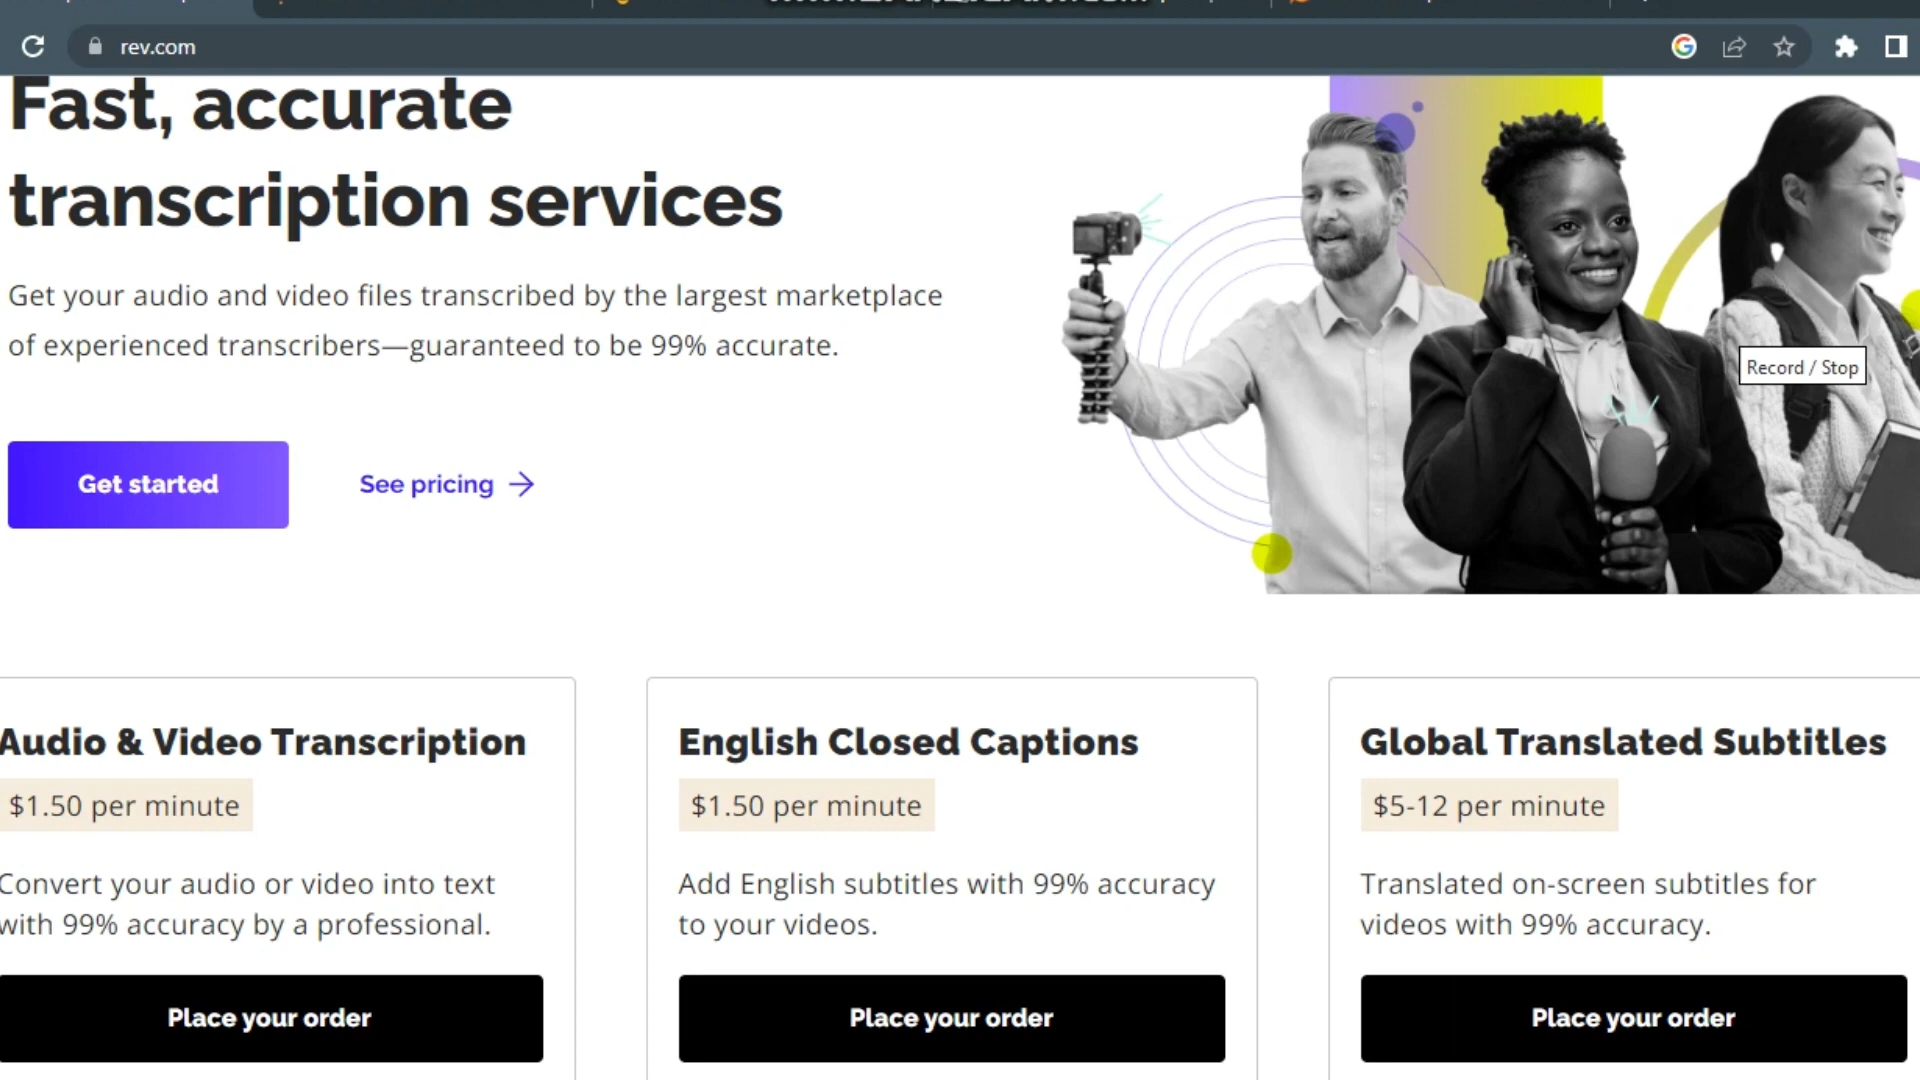 rev.com
Fast, accurate
transcription services
Get your audio and video files transcribed by the largest marketplace
of experienced transcribers—guaranteed to be 99% accurate.
Get started
See pricing
Record / Stop
Audio & Video Transcription
$1.50 per minute
Convert your audio or video into text
with 99% accuracy by a professional.
Place your order
English Closed Captions
$1.50 per minute
Add English subtitles with 99% accuracy
to your videos.
Place your order
Global Translated Subtitles
$5-12 per minute
Translated on-screen subtitles for
videos with 99% accuracy.
Place your order